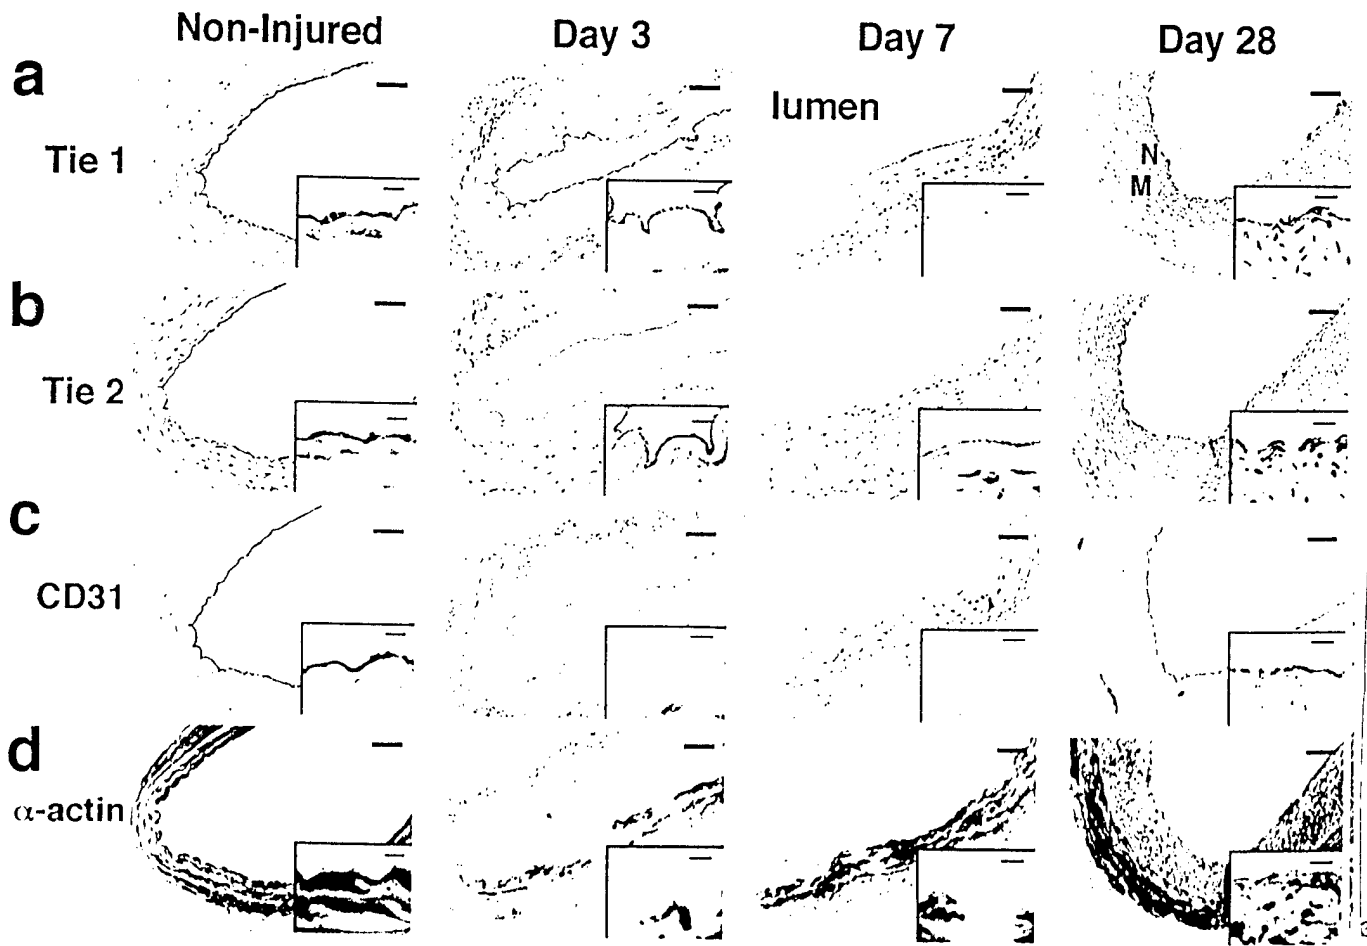 Non-Injured Day 3 Day 7 Day 28
a
Tie 1
lumen
N
M
b
Tie 2
c
CD31
d
α-actin